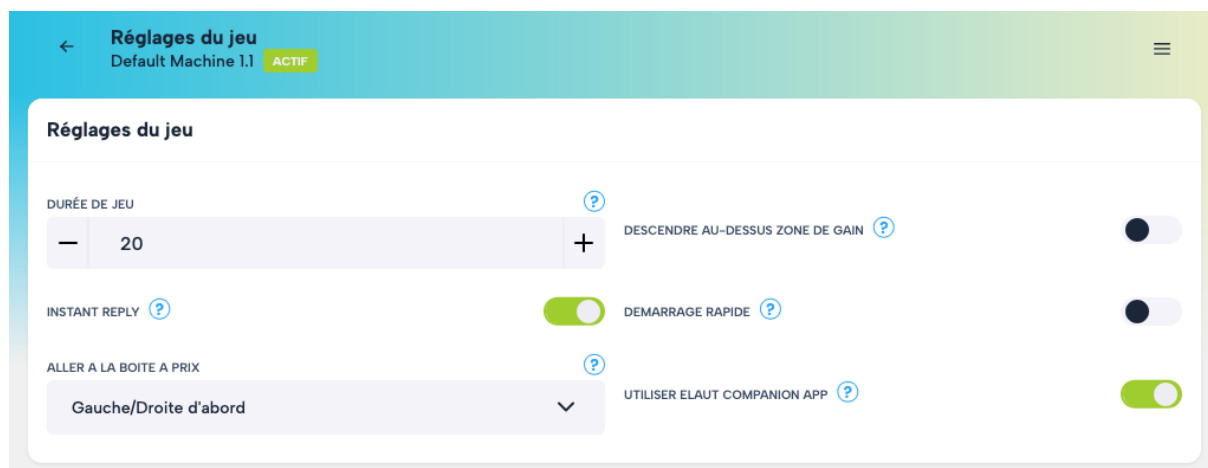 Réglages du jeu
Default Machine 1.1 ACTIF
Réglages du jeu
DURÉE DE JEU ?
20
DESCENDRE AU-DESSUS ZONE DE GAIN ?
INSTANT REPLY ?
DEMARRAGE RAPIDE ?
ALLER A LA BOITE A PRIX ?
Gauche/Droite d'abord
UTILISER ELAUT COMPANION APP ?